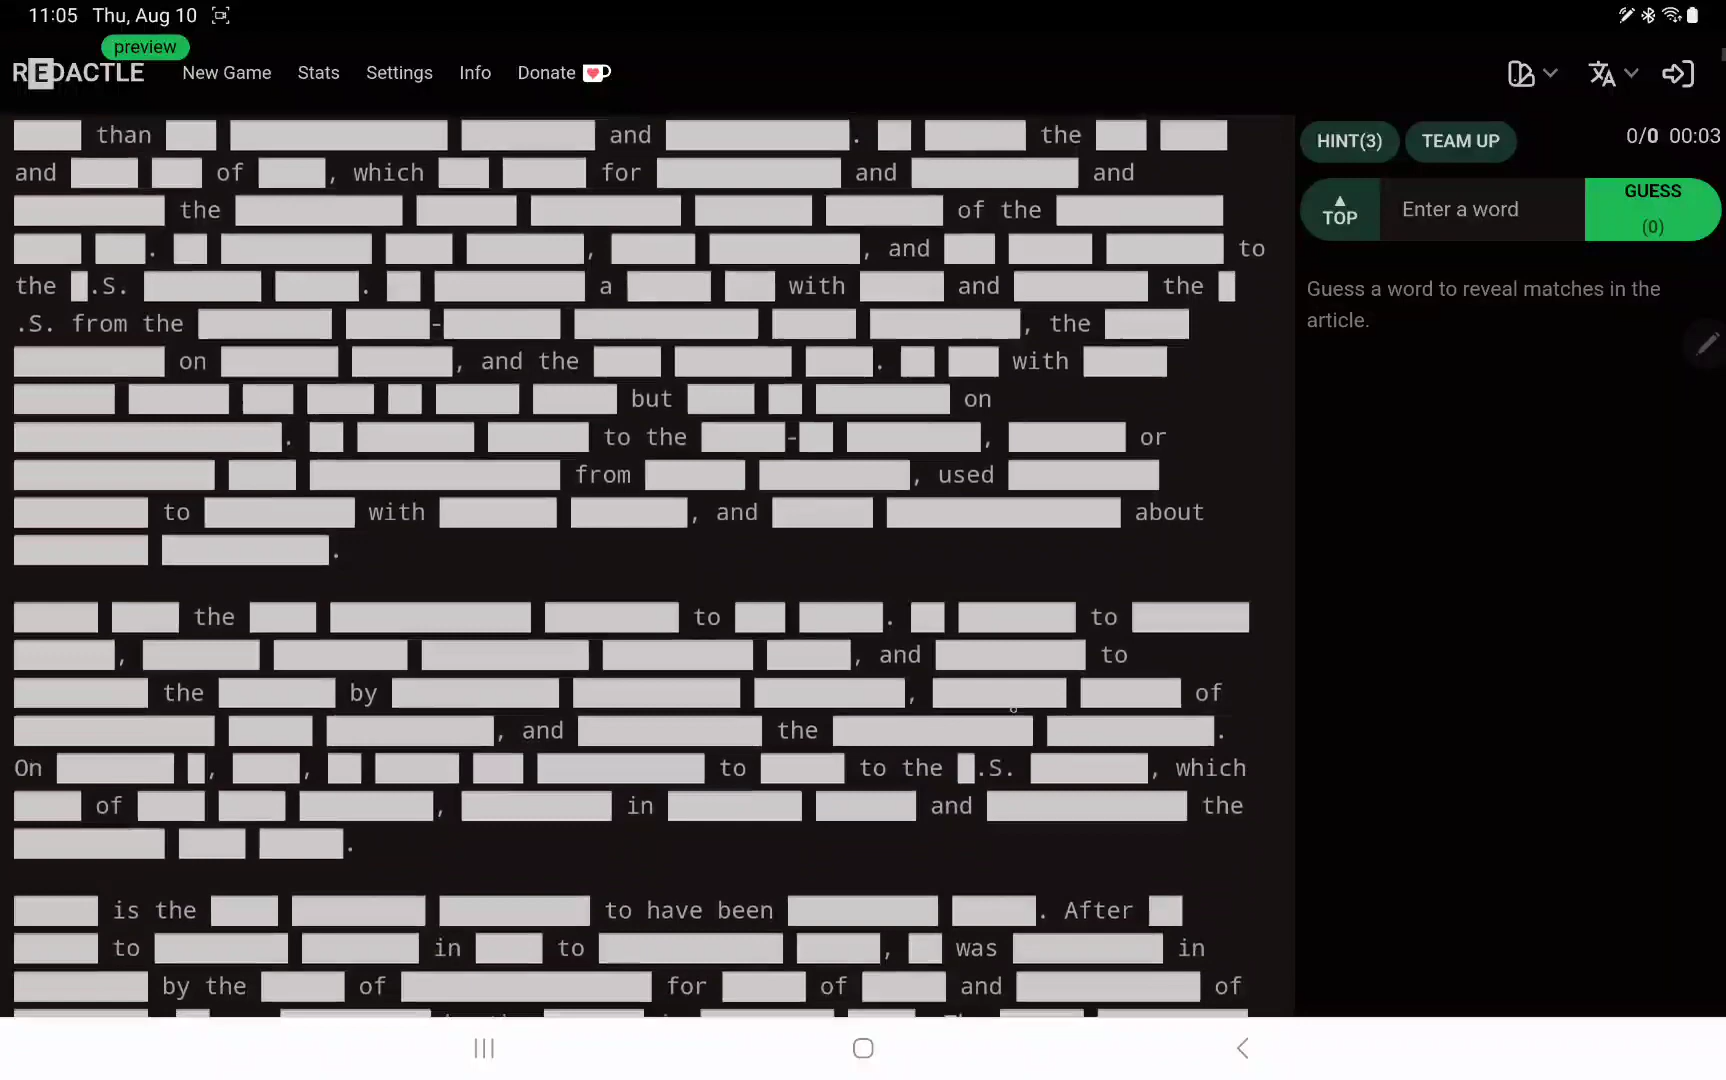 11:05 Thu, Aug 10
preview
REDACTLE New Game Stats Settings Info Donate
than and . the
and of , which for and and
the of the
. , , and to
the .S. . a with and the
.S. from the - , the
on , and the . with
but on
. to the - , or
from , used
to with , and about
.
the to . to
, , and to
the by , of
, and the .
On , , to to the .S. , which
of , in and the
.
is the to have been . After
to in to , was in
by the of for of and of
HINT(3) TEAM UP 0/0 00:03
▲ TOP Enter a word GUESS (0)
Guess a word to reveal matches in the
article.